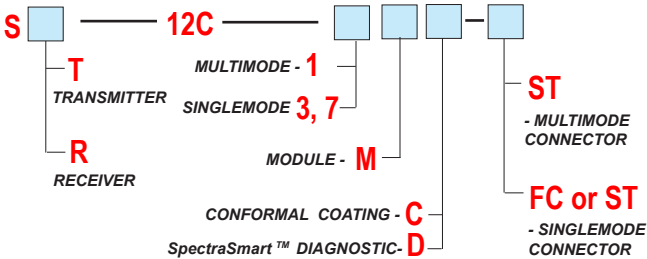 S 12C
T
TRANSMITTER
R
RECEIVER
MULTIMODE - 1
SINGLEMODE 3, 7
MODULE - M
CONFORMAL COATING - C
SpectraSmart ™ DIAGNOSTIC- D
ST
- MULTIMODE
CONNECTOR
FC or ST
- SINGLEMODE
CONNECTOR